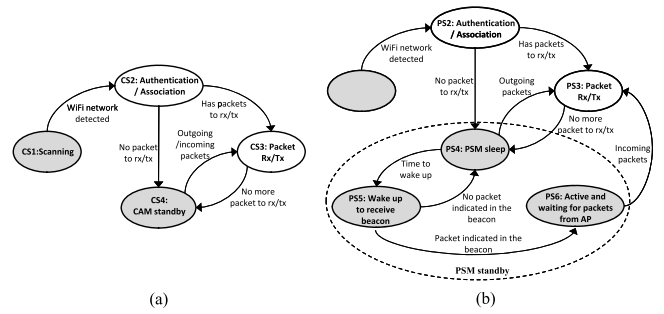 CS2: Authentication
/ Association
WiFi network
detected
Has packets
to rx/tx
CS1:Scanning
No packet
to rx/tx
Outgoing
/incoming
packets
CS3: Packet
Rx/Tx
CS4:
CAM standby
No more
packet to rx/tx
(a)
PS2: Authentication
/ Association
WiFi network
detected
Has packets
to rx/tx
No packet
to rx/tx
Outgoing
packets
PS3: Packet
Rx/Tx
No more
packet to rx/tx
PS4: PSM sleep
Incoming
packets
Time to
wake up
PS5: Wake up
to receive
beacon
No packet
indicated in the
beacon
PS6: Active and
waiting for packets
from AP
Packet indicated in the
beacon
PSM standby
(b)